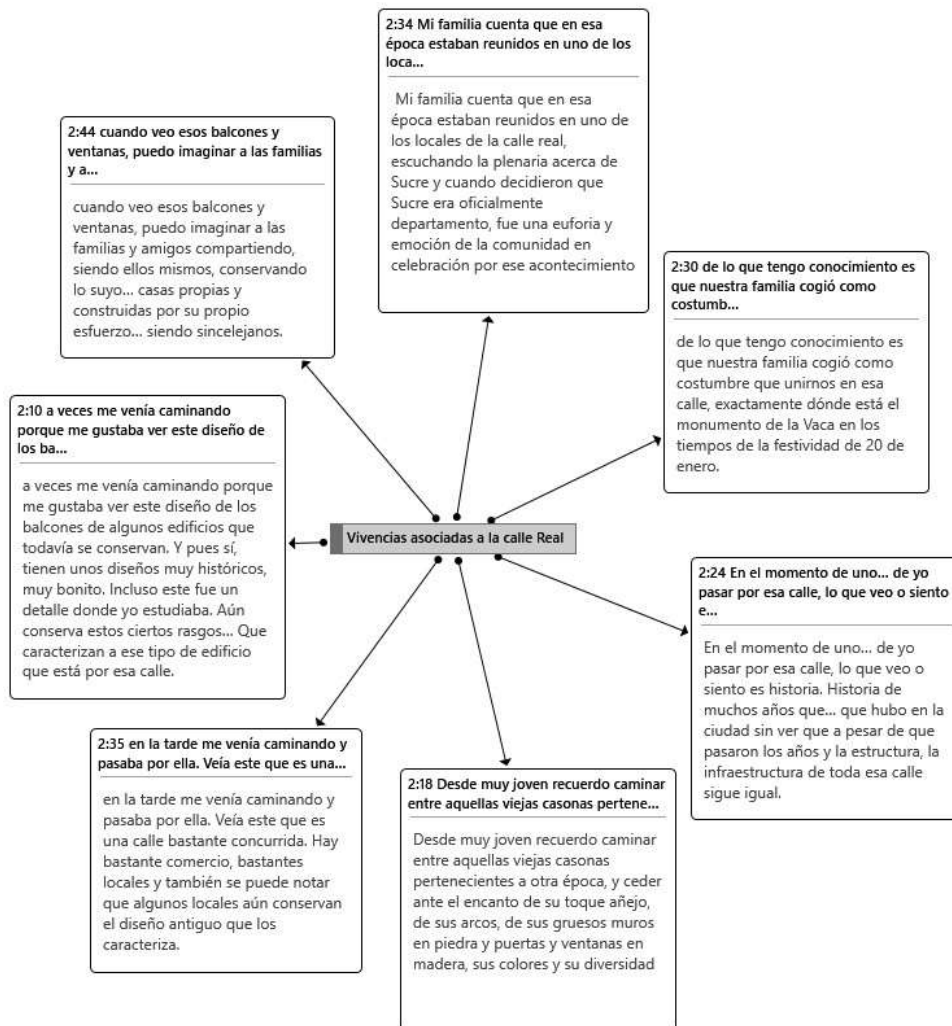 2:34 Mi familia cuenta que en esa
época estaban reunidos en uno de los
loca...
Mi familia cuenta que en esa
época estaban reunidos en uno de
los locales de la calle real,
escuchando la plenaria acerca de
Sucre y cuando decidieron que
Sucre era oficialmente
departamento, fue una euforia y
emoción de la comunidad en
celebración por ese acontecimiento
2:44 cuando veo esos balcones y
ventanas, puedo imaginar a las familias
y a...
cuando veo esos balcones y
ventanas, puedo imaginar a las
familias y amigos compartiendo,
siendo ellos mismos, conservando
lo suyo... casas propias y
construidas por su propio
esfuerzo... siendo sincelejanos.
2:30 de lo que tengo conocimiento es
que nuestra familia cogió como
costumb...
de lo que tengo conocimiento es
que nuestra familia cogió como
costumbre que unirnos en esa
calle, exactamente dónde está el
monumento de la Vaca en los
tiempos de la festividad de 20 de
enero.
2:10 a veces me venía caminando
porque me gustaba ver este diseño de
los ba...
a veces me venía caminando porque
me gustaba ver este diseño de los
balcones de algunos edificios que
todavía se conservan. Y pues sí,
tienen unos diseños muy históricos,
muy bonito. Incluso este fue un
detalle donde yo estudiaba. Aún
conserva estos ciertos rasgos... Que
caracterizan a ese tipo de edificio
que está por esa calle.
Vivencias asociadas a la calle Real
2:24 En el momento de uno... de yo
pasar por esa calle, lo que veo o siento
e...
En el momento de uno... de yo
pasar por esa calle, lo que veo o
siento es historia. Historia de
muchos años que... que hubo en la
ciudad sin ver que a pesar de que
pasaron los años y la estructura, la
infraestructura de toda esa calle
sigue igual.
2:35 en la tarde me venía caminando y
pasaba por ella. Veía este que es una...
en la tarde me venía caminando y
pasaba por ella. Veía este que es
una calle bastante concurrida. Hay
bastante comercio, bastantes
locales y también se puede notar
que algunos locales aún conservan
el diseño antiguo que los
caracteriza.
2:18 Desde muy joven recuerdo caminar
entre aquellas viejas casonas pertene...
Desde muy joven recuerdo caminar
entre aquellas viejas casonas
pertenecientes a otra época, y ceder
ante el encanto de su toque añejo,
de sus arcos, de sus gruesos muros
en piedra y puertas y ventanas en
madera, sus colores y su diversidad